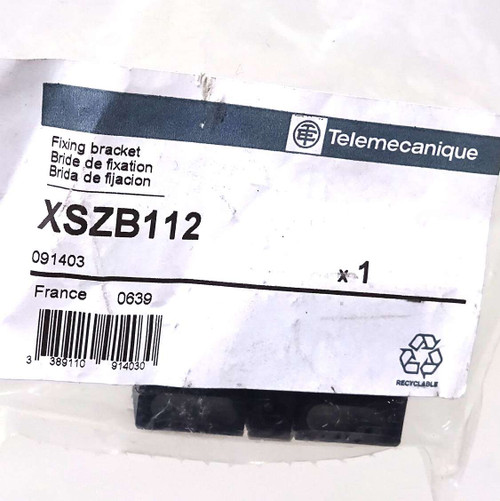 Telemecanique
Fixing bracket
Bride de fixation
Brida de fijacion
XSZB112
091403
x 1
France 0639
3 389110 914030
RECYCLABLE